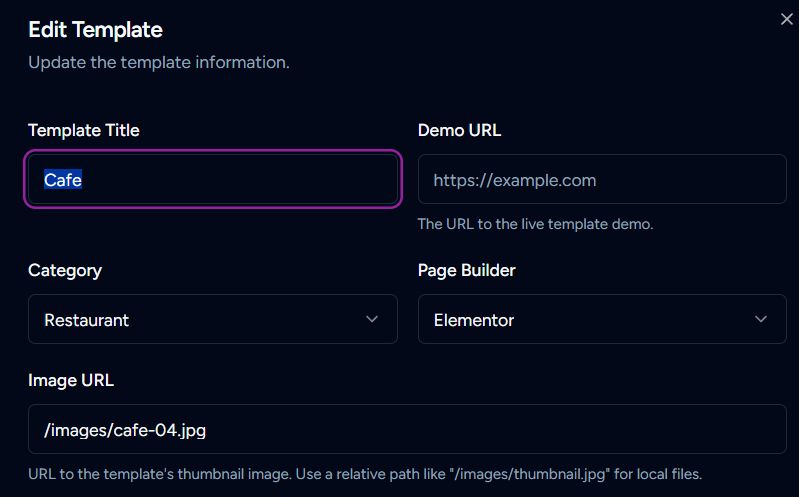 Edit Template
Update the template information.
Template Title
Demo URL
Cafe
https://example.com
The URL to the live template demo.
Category
Page Builder
Restaurant
Elementor
Image URL
/images/cafe-04.jpg
URL to the template's thumbnail image. Use a relative path like "/images/thumbnail.jpg" for local files.